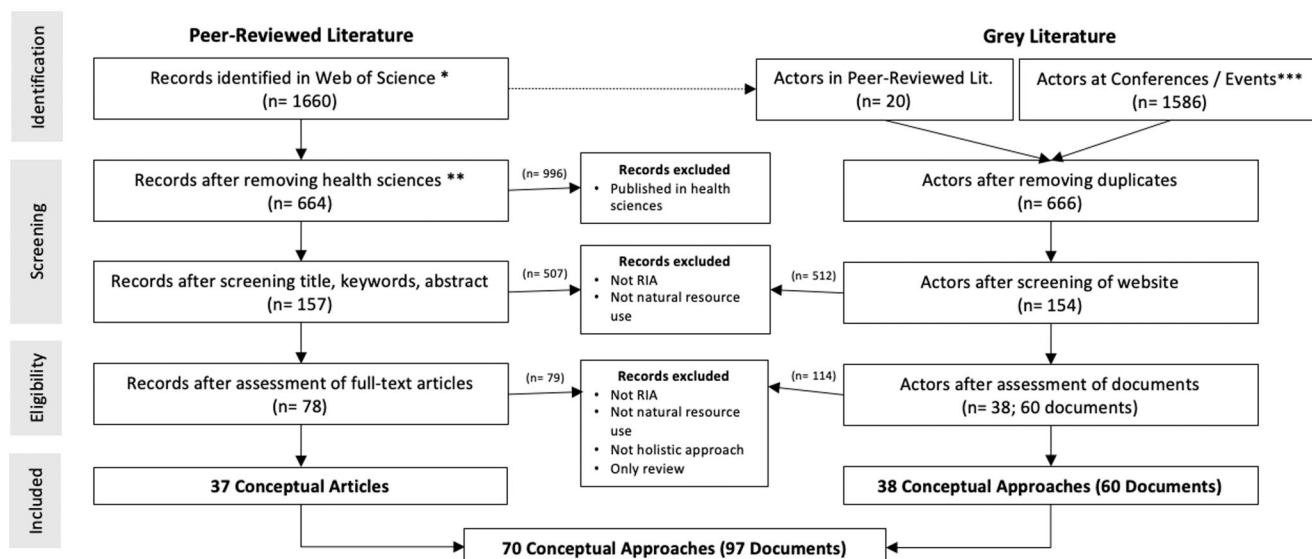 Peer-Reviewed Literature
Grey Literature
Identification
Records identified in Web of Science *
(n= 1660)
Actors in Peer-Reviewed Lit.
(n= 20)
Actors at Conferences / Events***
(n= 1586)
Screening
Records after removing health sciences **
(n= 664)
(n= 996)
Records excluded
• Published in health
sciences
Actors after removing duplicates
(n= 666)
Records after screening title, keywords, abstract
(n= 157)
(n= 507)
Records excluded
• Not RIA
• Not natural resource
use
(n= 512)
Actors after screening of website
(n= 154)
Eligibility
Records after assessment of full-text articles
(n= 78)
(n= 79)
Records excluded
• Not RIA
• Not natural resource
use
• Not holistic approach
• Only review
(n= 114)
Actors after assessment of documents
(n= 38; 60 documents)
Included
37 Conceptual Articles
38 Conceptual Approaches (60 Documents)
70 Conceptual Approaches (97 Documents)